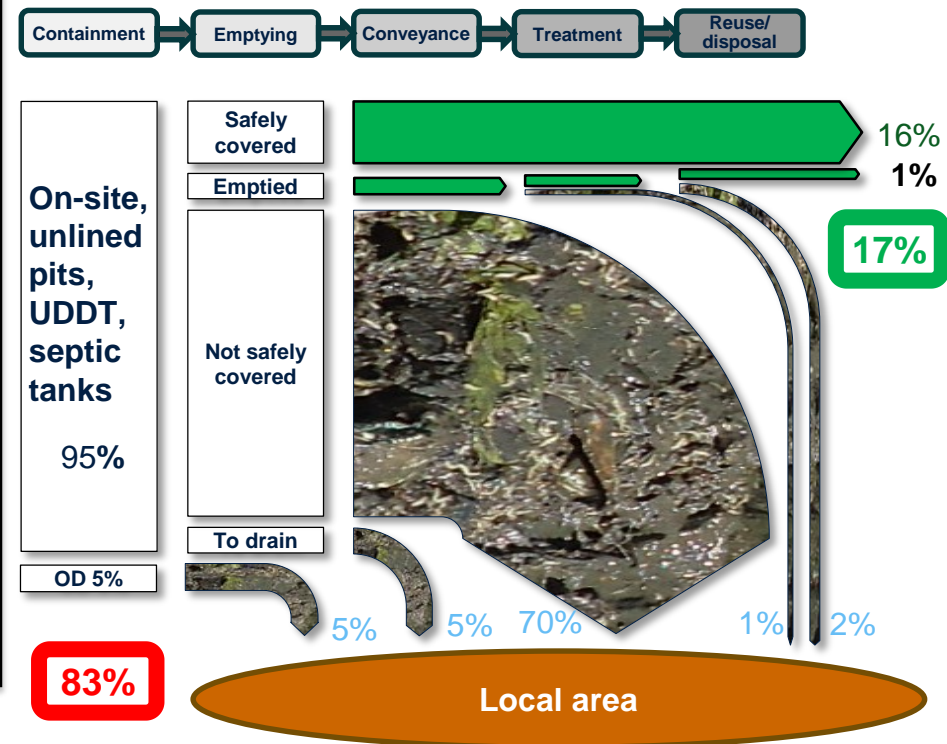 Containment
Emptying
Conveyance
Treatment
Reuse/
disposal
Safely
covered
16%
Emptied
1%
On-site,
unlined
pits,
UDDT,
septic
tanks
95%
17%
Not safely
covered
To drain
OD 5%
5%
5%
70%
1%
2%
83%
Local area